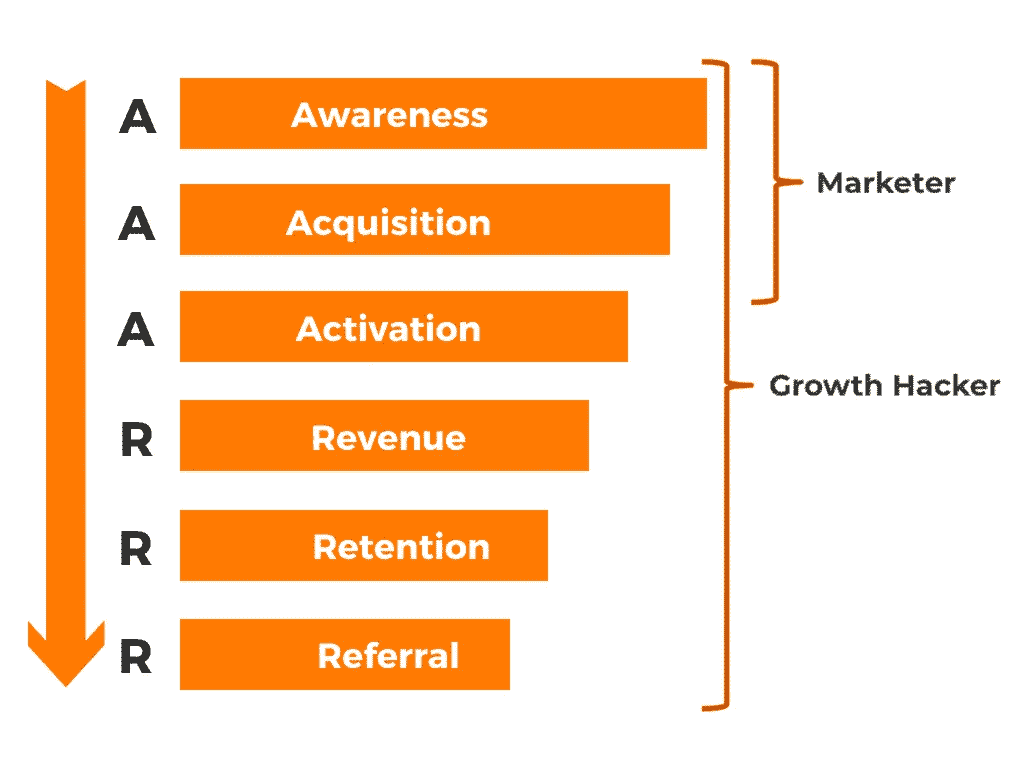 A Awareness
A Acquisition
Marketer
A Activation
Growth Hacker
R Revenue
R Retention
R Referral